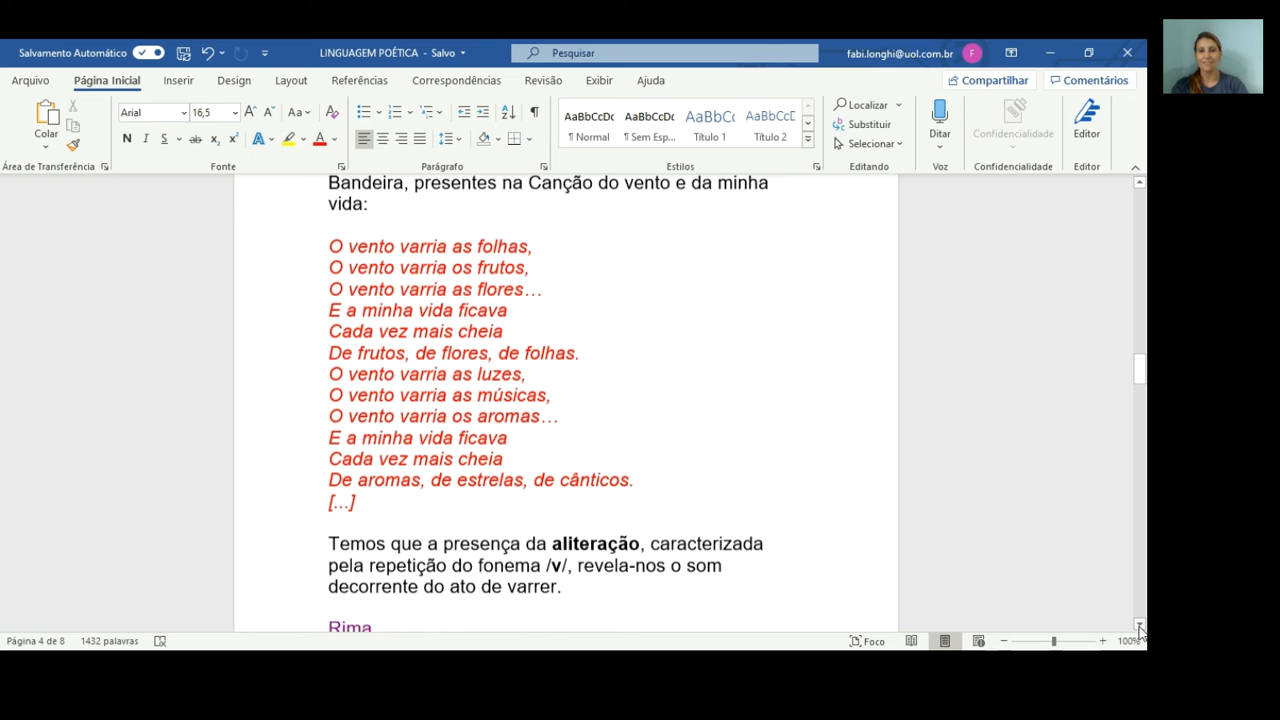 Salvamento Automático
LINGUAGEM POÉTICA - Salvo
Pesquisar
fabi.longhi@uol.com.br
F
Arquivo Página Inicial Inserir Design Layout Referências Correspondências Revisão Exibir Ajuda
Compartilhar Comentários
Arial 16,5
Colar
N I S ab x₂ x² A A
AaBbCcDc AaBbCcDc AaBbCc AaBbCcD
¶ Normal ¶ Sem Esp... Título 1 Título 2
Localizar
Substituir
Selecionar
Ditar
Confidencialidade
Editor
Área de Transferência Fonte Parágrafo Estilos Editando Voz Confidencialidade Editor
Bandeira, presentes na Canção do vento e da minha
vida:
O vento varria as folhas,
O vento varria os frutos,
O vento varria as flores…
E a minha vida ficava
Cada vez mais cheia
De frutos, de flores, de folhas.
O vento varria as luzes,
O vento varria as músicas,
O vento varria os aromas…
E a minha vida ficava
Cada vez mais cheia
De aromas, de estrelas, de cânticos.
[...]
Temos que a presença da aliteração, caracterizada
pela repetição do fonema /v/, revela-nos o som
decorrente do ato de varrer.
Rima
Página 4 de 8 1432 palavras
Foco
100%